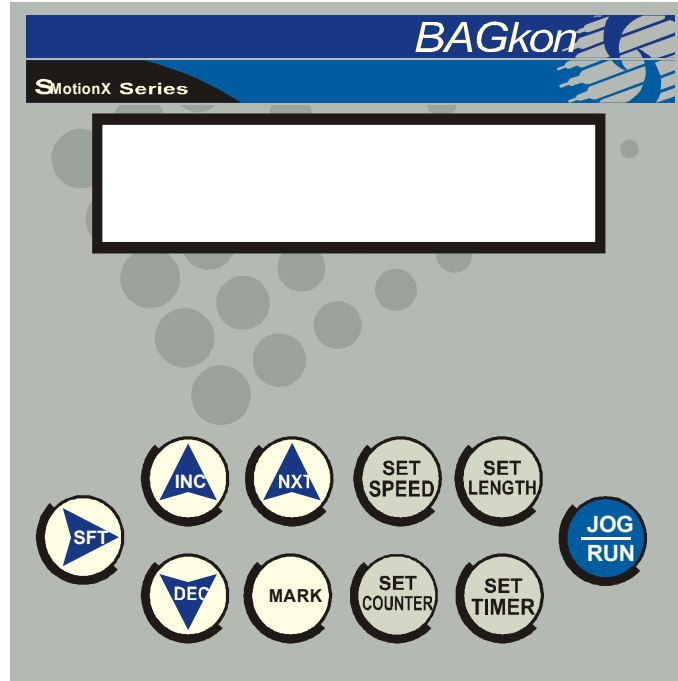 BAGkon
SMotionX Series
INC
NXT
SET
SPEED
SET
LENGTH
SFT
JOG
RUN
DEC
MARK
SET
COUNTER
SET
TIMER